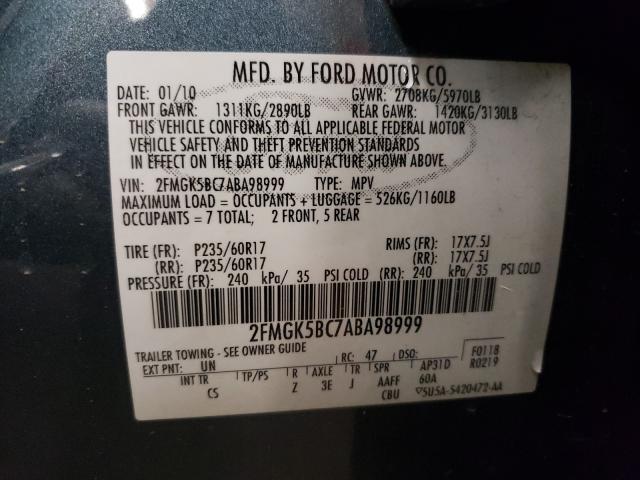 MFD. BY FORD MOTOR CO.
DATE: 01/10 GVWR: 2708KG/5970LB
FRONT GAWR: 1311KG/2890LB REAR GAWR: 1420KG/3130LB
THIS VEHICLE CONFORMS TO ALL APPLICABLE FEDERAL MOTOR
VEHICLE SAFETY AND THEFT PREVENTION STANDARDS
IN EFFECT ON THE DATE OF MANUFACTURE SHOWN ABOVE.
VIN: 2FMGK5BC7ABA98999 TYPE: MPV
MAXIMUM LOAD = OCCUPANTS + LUGGAGE = 526KG/1160LB
OCCUPANTS = 7 TOTAL; 2 FRONT, 5 REAR
TIRE (FR): P235/60R17 RIMS (FR): 17X7.5J
(RR): P235/60R17 (RR): 17X7.5J
PRESSURE (FR): 240 kPa/ 35 PSI COLD (RR): 240 kPa/ 35 PSI COLD
2FMGK5BC7ABA98999
TRAILER TOWING - SEE OWNER GUIDE
EXT PNT: UN RC: 47 DSO: F0118
R0219
INT TR TP/PS R AXLE TR SPR AP31D
CS Z 3E J AAFF 60A
CBU 5U5A-5420472-AA